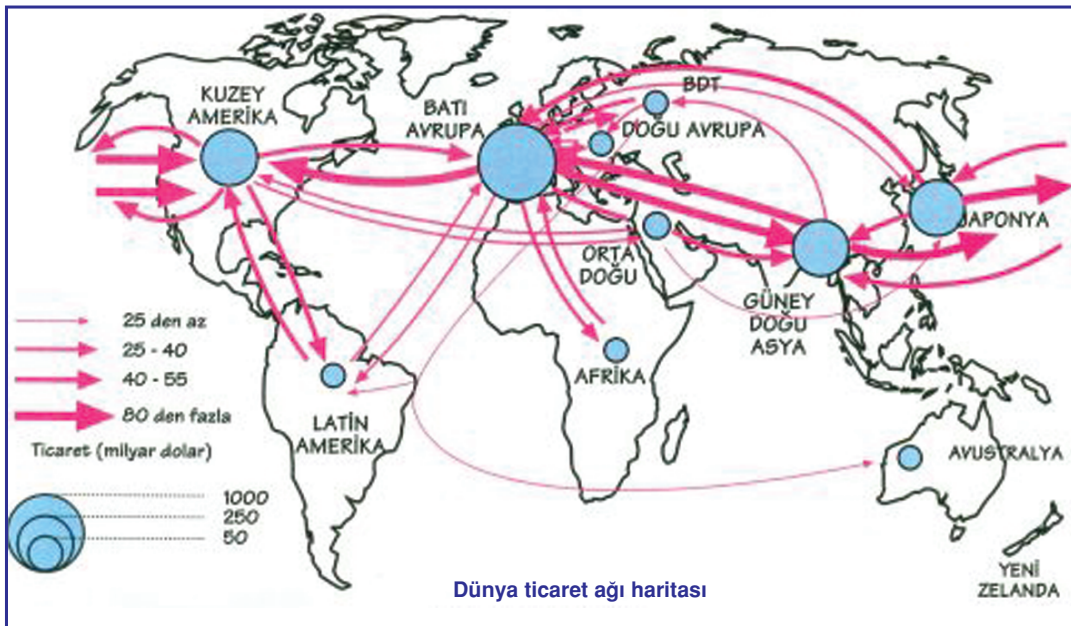 KUZEY
AMERİKA
BATI
AVRUPA
BDT
DOĞU AVRUPA
JAPONYA
ORTA
DOĞU
GÜNEY
DOĞU
ASYA
AFRİKA
LATİN
AMERİKA
AVUSTRALYA
YENİ
ZELANDA
25 den az
25 - 40
40 - 55
80 den fazla
Ticaret (milyar dolar)
1000
250
50
Dünya ticaret ağı haritası